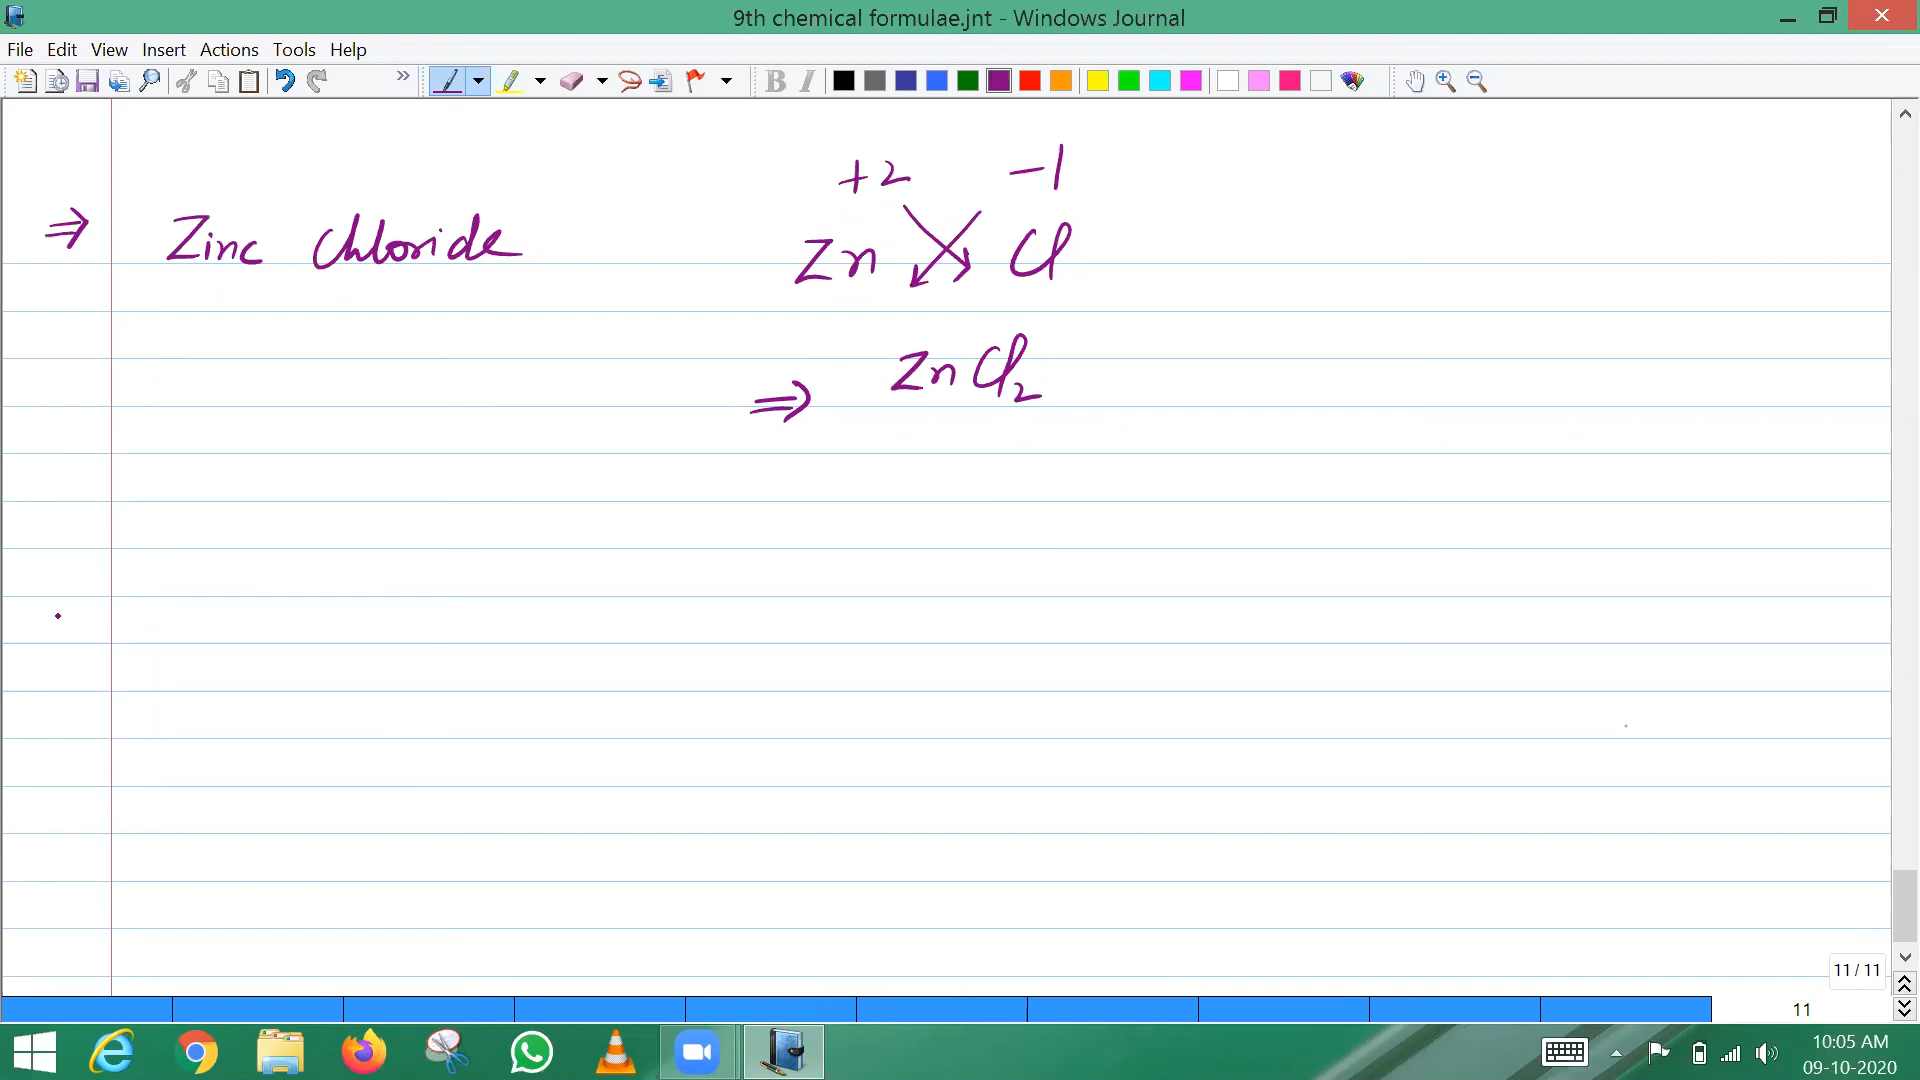 9th chemical formulae.jnt - Windows Journal
File Edit View Insert Actions Tools Help
B I
+2 -1
⇒ Zinc Chloride Zn Cl
⇒ ZnCl₂
11 / 11
11
10:05 AM
09-10-2020